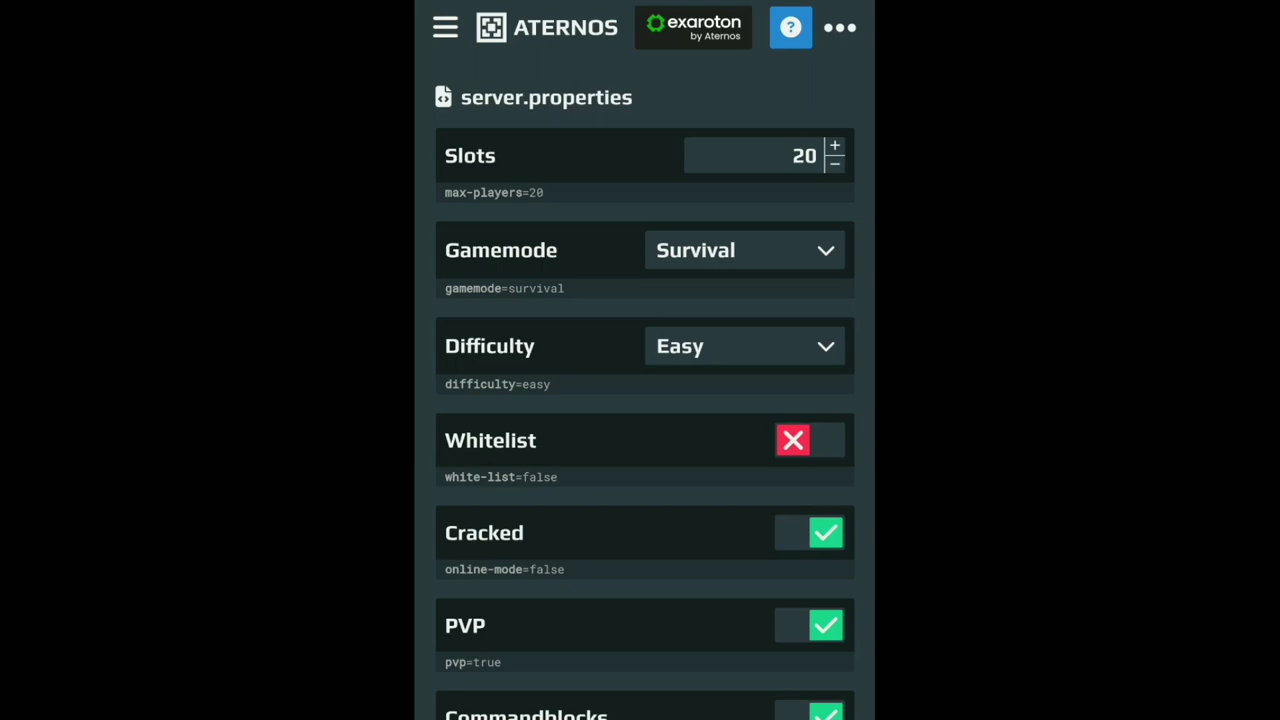 ATERNOS
exaroton
by Aternos
?
server.properties
Slots
20
+
−
max-players=20
Gamemode
Survival
gamemode=survival
Difficulty
Easy
difficulty=easy
Whitelist
white-list=false
Cracked
online-mode=false
PVP
pvp=true
Commandblocks